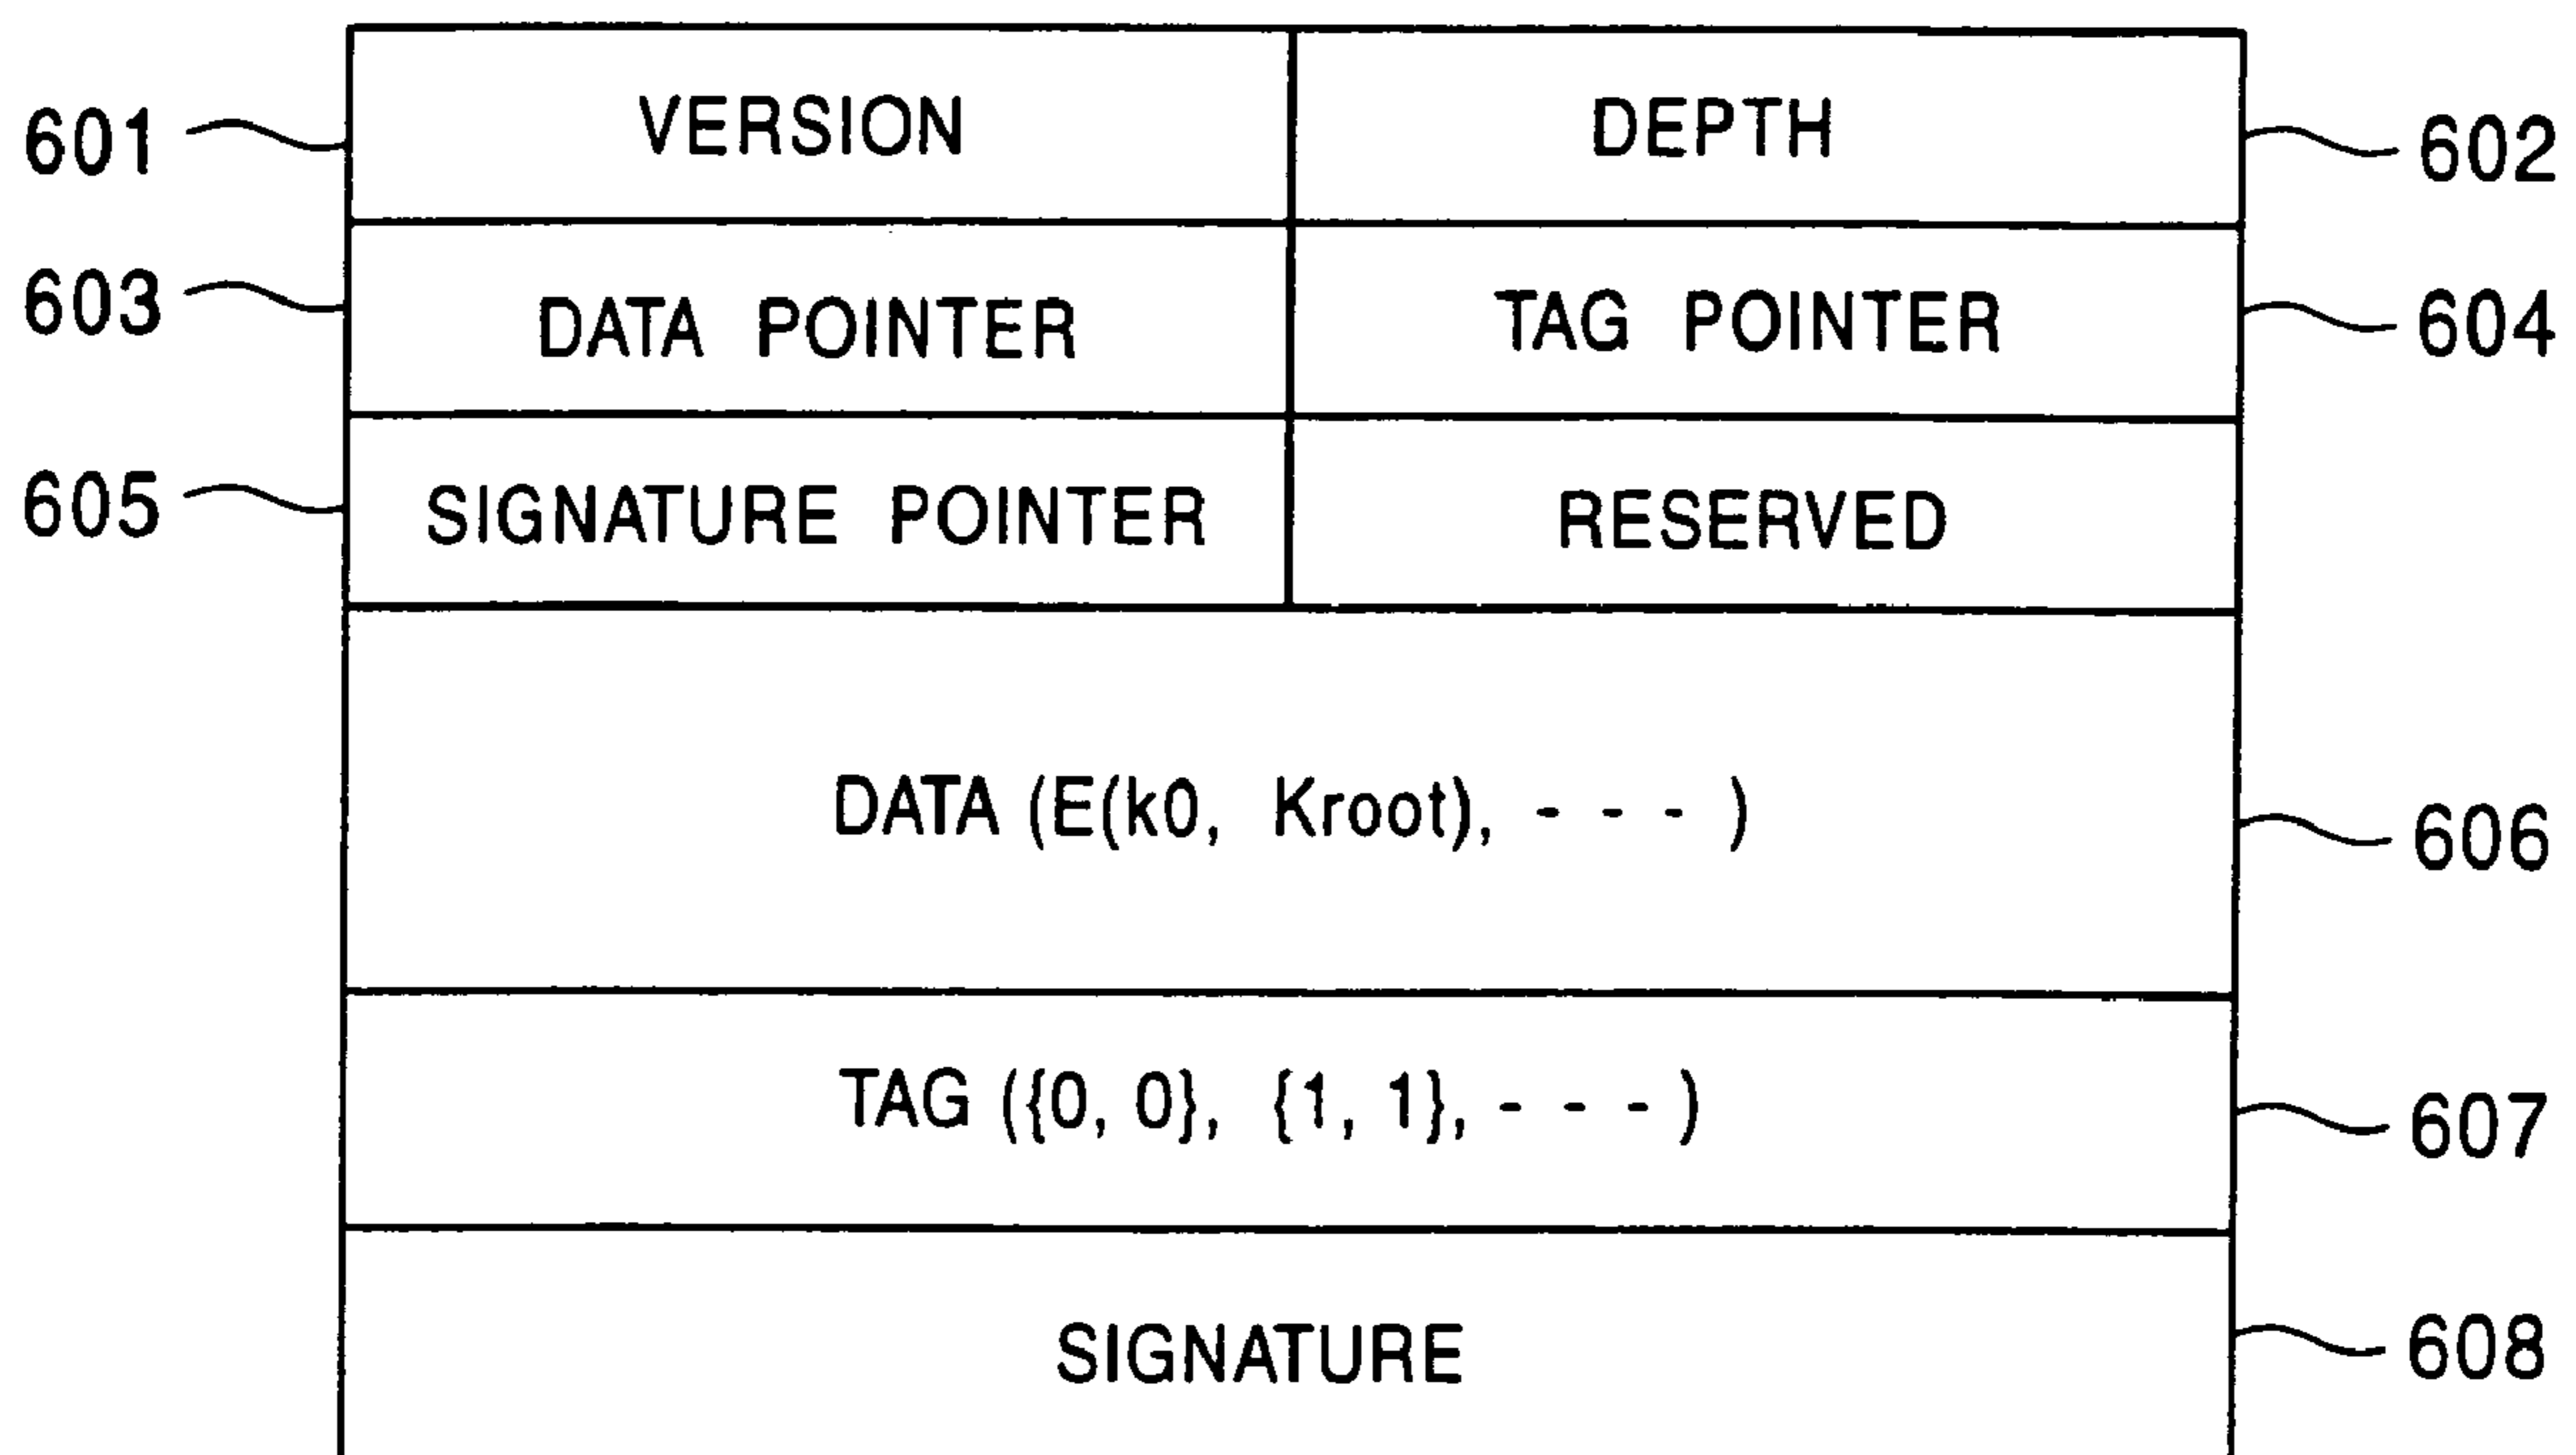 601 VERSION DEPTH 602
603 DATA POINTER TAG POINTER 604
605 SIGNATURE POINTER RESERVED
DATA (E(k0, Kroot), - - - ) 606
TAG ({0, 0}, {1, 1}, - - - ) 607
SIGNATURE 608